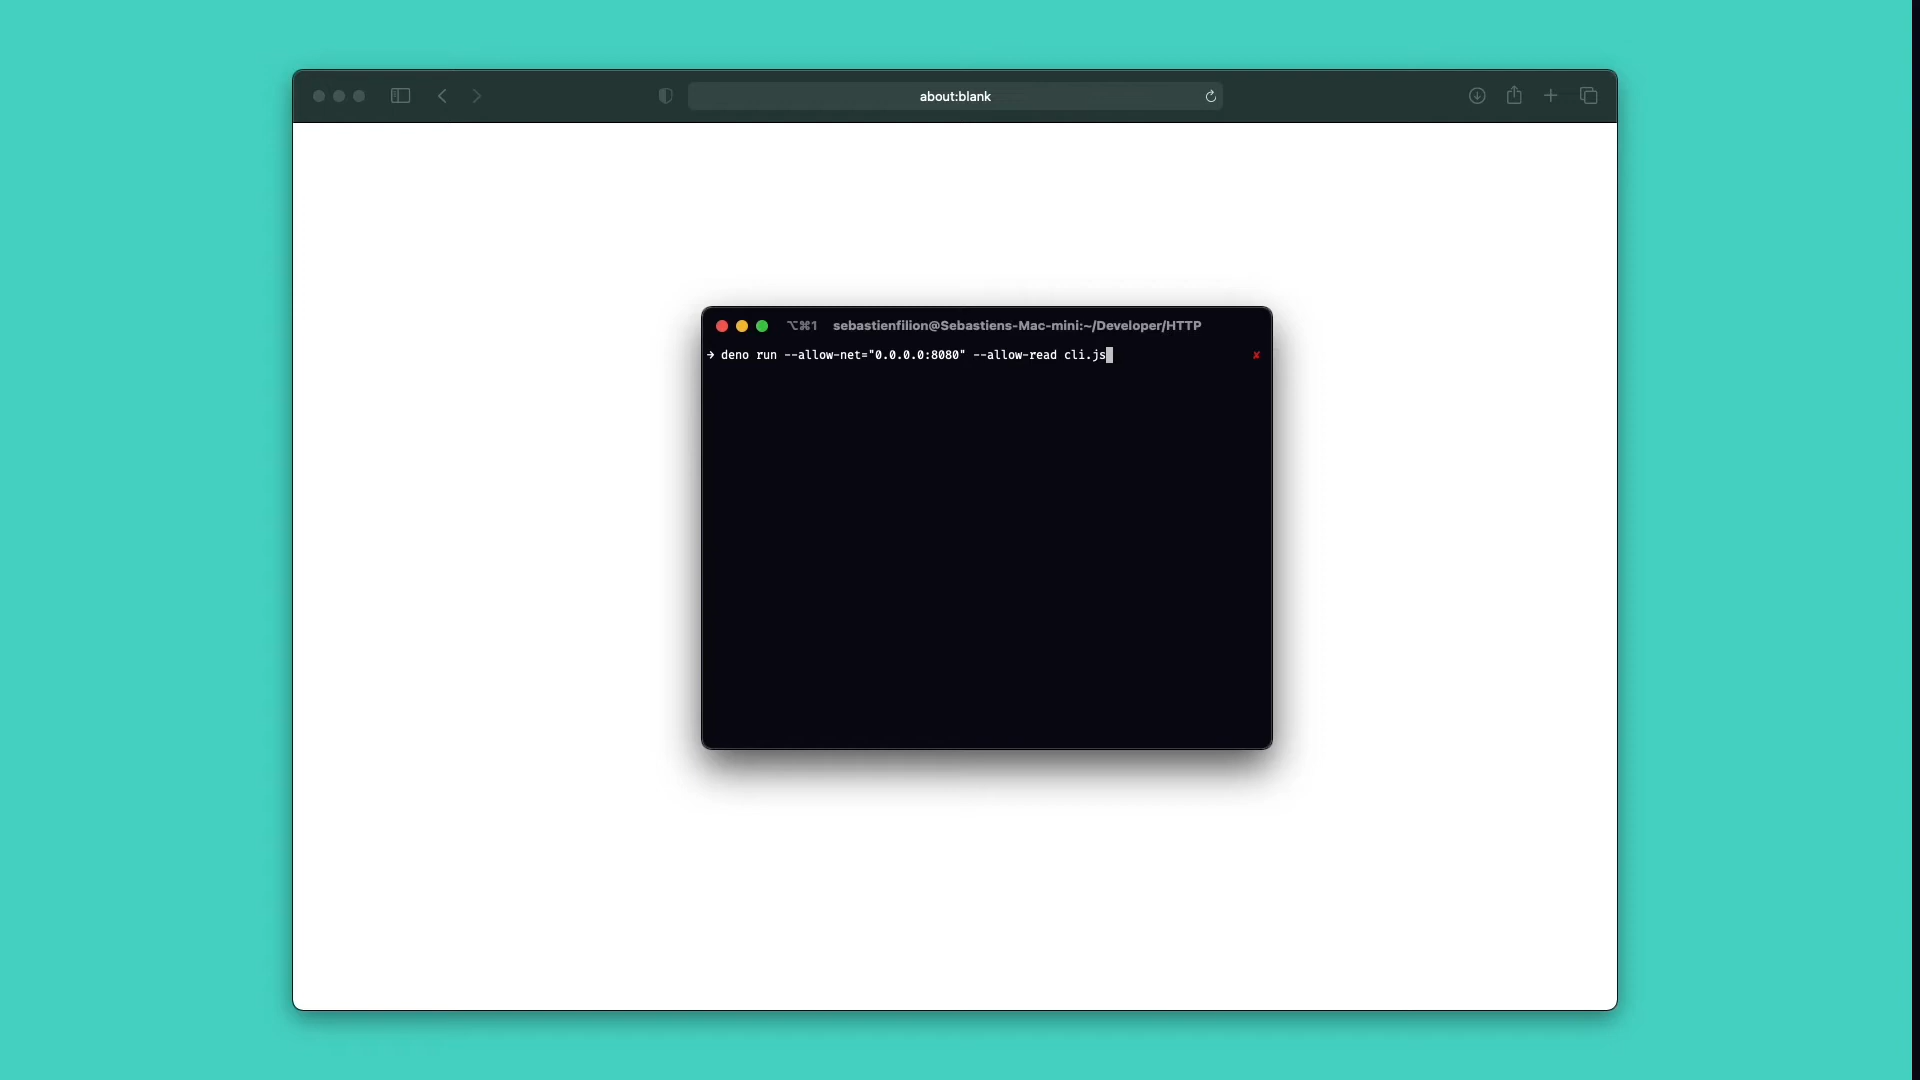 about:blank
⌥⌘1 sebastienfilion@Sebastiens-Mac-mini:~/Developer/HTTP
→ deno run --allow-net="0.0.0.0:8080" --allow-read cli.js ✘